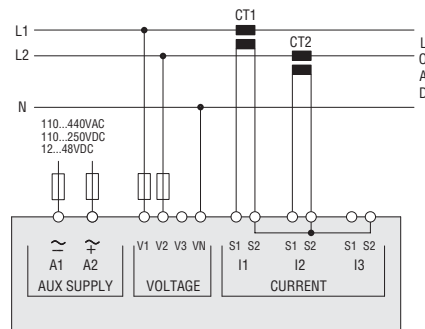 CT1
L1
CT2
L2
N
L
O
A
D
110...440VAC
110...250VDC
12...48VDC
V1 V2 V3 VN S1 S2 S1 S2 S1 S2
A1 A2 I1 I2 I3
AUX SUPPLY VOLTAGE CURRENT